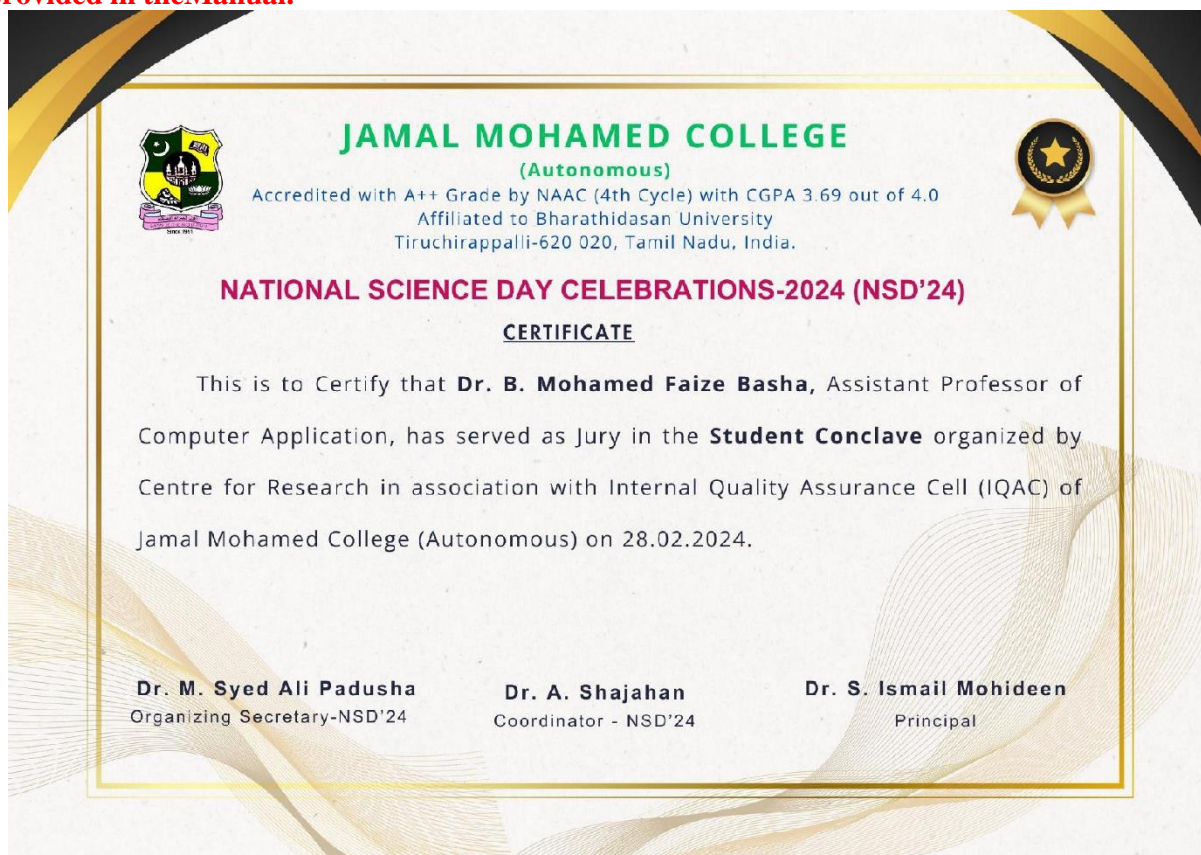 provided in theManual.
JAMAL MOHAMED COLLEGE
(Autonomous)
Accredited with A++ Grade by NAAC (4th Cycle) with CGPA 3.69 out of 4.0
Affiliated to Bharathidasan University
Tiruchirappalli-620 020, Tamil Nadu, India.
Since 1951
NATIONAL SCIENCE DAY CELEBRATIONS-2024 (NSD’24)
CERTIFICATE
This is to Certify that Dr. B. Mohamed Faize Basha, Assistant Professor of
Computer Application, has served as Jury in the Student Conclave organized by
Centre for Research in association with Internal Quality Assurance Cell (IQAC) of
Jamal Mohamed College (Autonomous) on 28.02.2024.
Dr. M. Syed Ali Padusha
Organizing Secretary-NSD’24
Dr. A. Shajahan
Coordinator - NSD’24
Dr. S. Ismail Mohideen
Principal